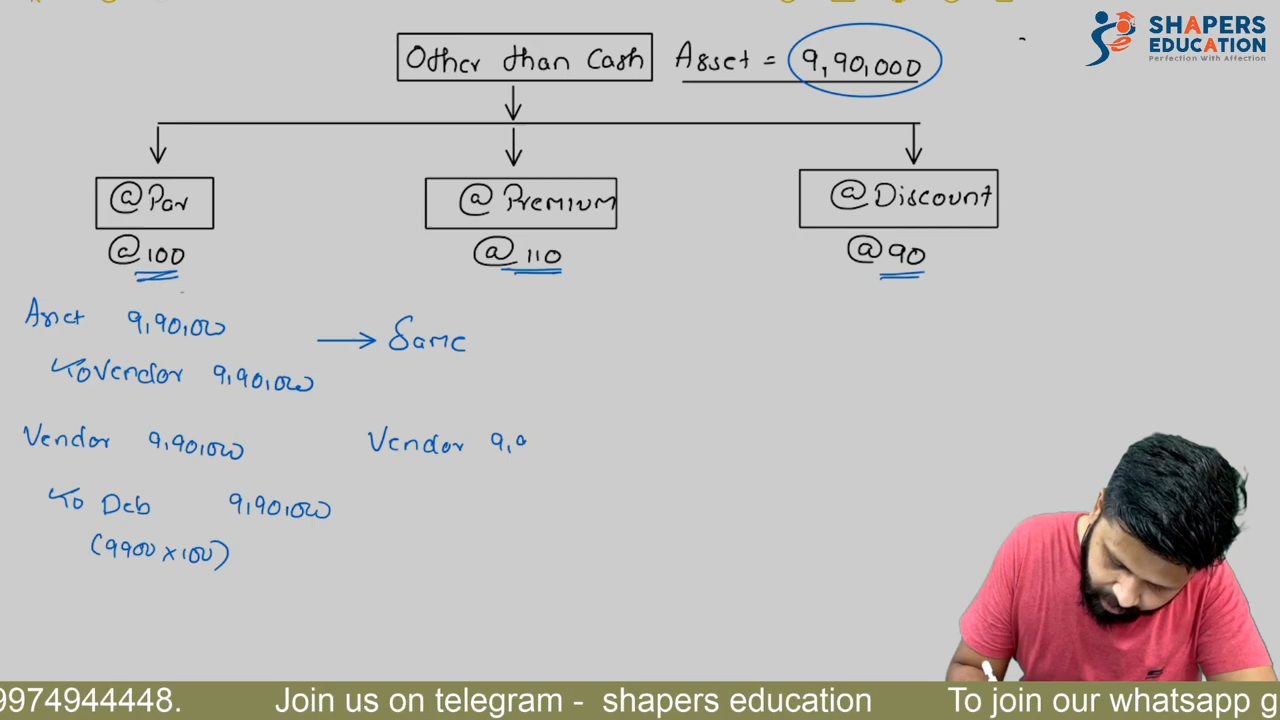 SHAPERS
EDUCATION
Perfection With Affection
Other than Cash Asset = 9,90,000
@ Par
@ Premium
@ Discount
@ 100
@ 110
@ 90
Asset 9,90,000
To Vendor 9,90,000
→ Same
Vendor 9,90,000
Vendor 9,9
To Deb 9,90,000
(9900 × 100)
9974944448. Join us on telegram - shapers education To join our whatsapp g